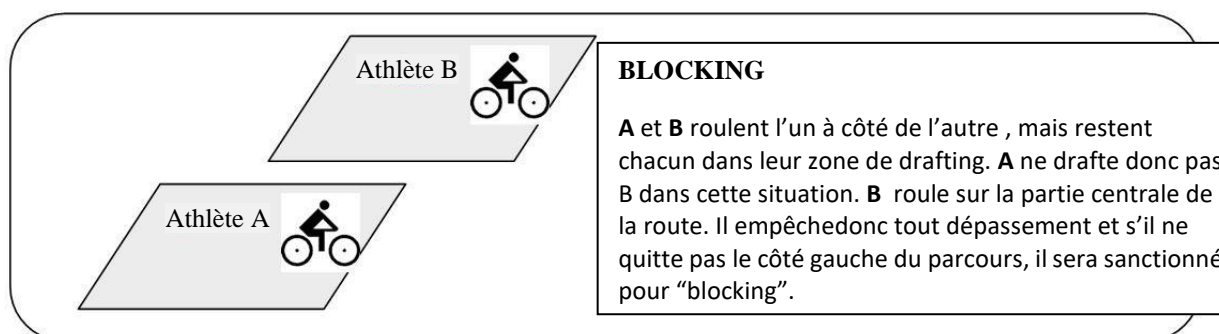 Athlète B
Athlète A
BLOCKING
A et B roulent l’un à côté de l’autre , mais restent
chacun dans leur zone de drafting. A ne drafte donc pas
B dans cette situation. B roule sur la partie centrale de
la route. Il empêchedonc tout dépassement et s’il ne
quitte pas le côté gauche du parcours, il sera sanctionné
pour “blocking”.